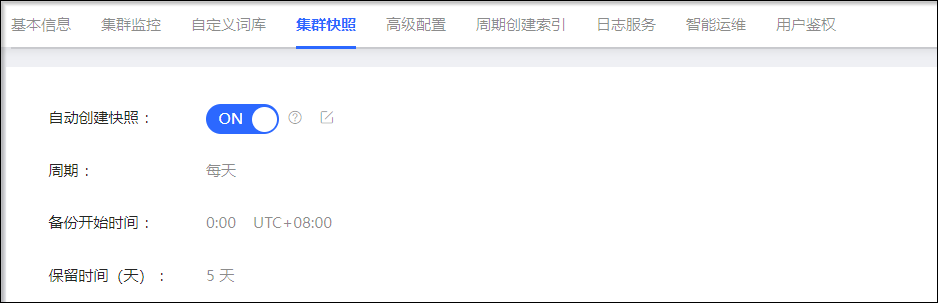 基本信息 集群监控 自定义词库 集群快照 高级配置 周期创建索引 日志服务 智能运维 用户鉴权
自动创建快照： ON
周期： 每天
备份开始时间： 0:00 UTC+08:00
保留时间（天）： 5 天